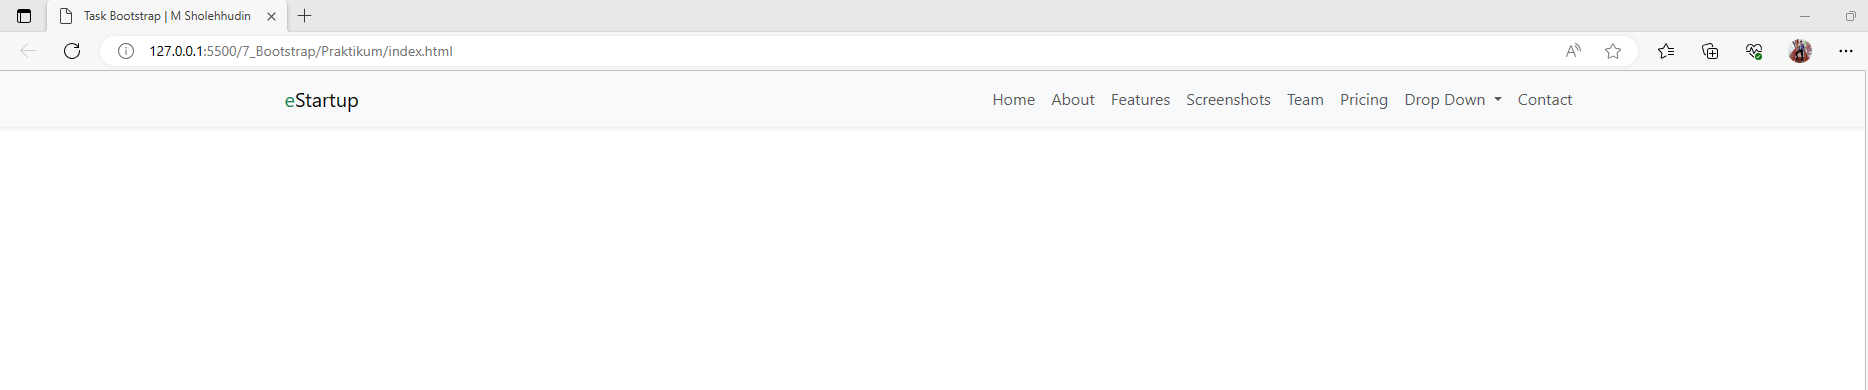 Task Bootstrap | M Sholehhudin
127.0.0.1:5500/7_Bootstrap/Praktikum/index.html
eStartup Home About Features Screenshots Team Pricing Drop Down Contact